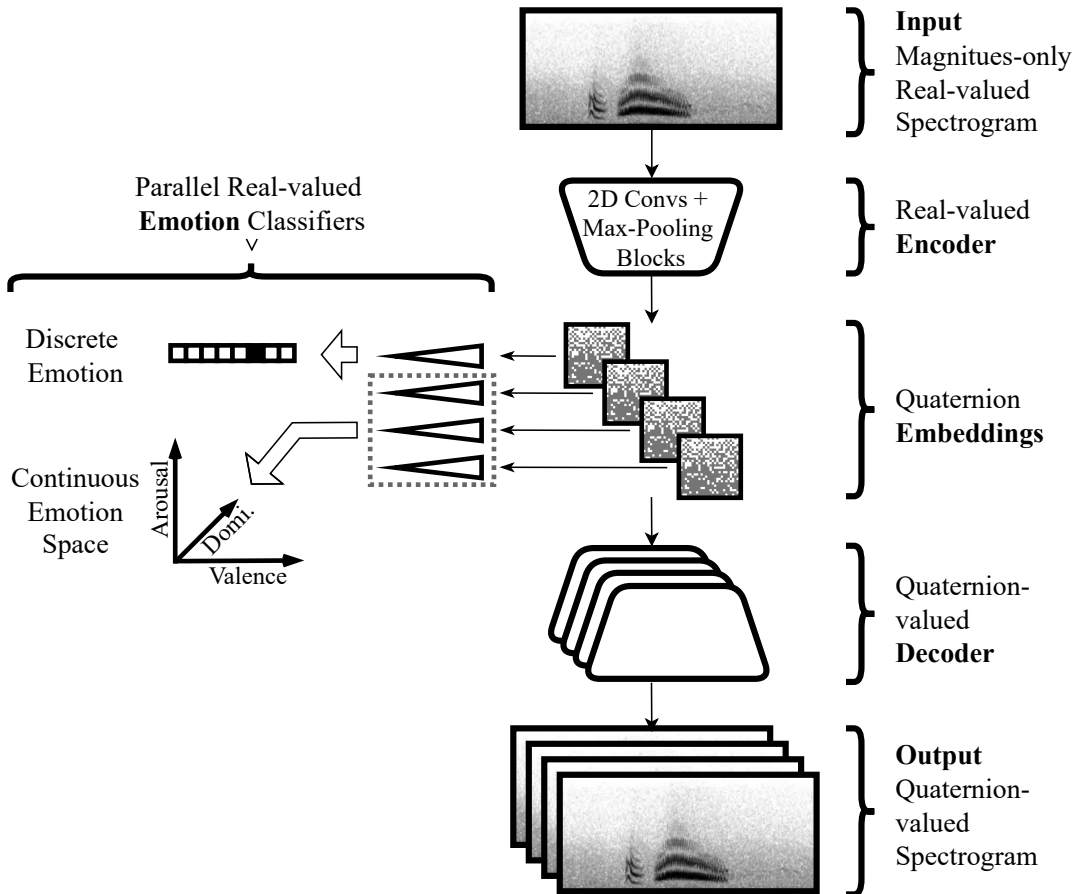 Input
Magnitues-only
Real-valued
Spectrogram
2D Convs +
Max-Pooling
Blocks
Real-valued
Encoder
Parallel Real-valued
Emotion Classifiers
Discrete
Emotion
Quaternion
Embeddings
Continuous
Emotion
Space
Arousal
Domi.
Valence
Quaternion-
valued
Decoder
Output
Quaternion-
valued
Spectrogram